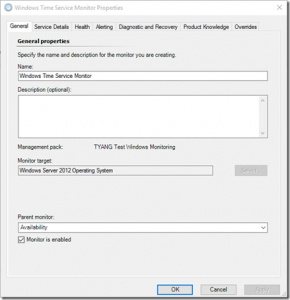 Windows Time Service Monitor Properties
General Service Details Health Alerting Diagnostic and Recovery Product Knowledge Overrides
General properties
Specify the name and description for the monitor you are creating.
Name:
Windows Time Service Monitor
Description (optional):
Management pack: TYANG Test Windows Monitoring
Monitor target:
Windows Server 2012 Operating System
Parent monitor:
Availability
Monitor is enabled
OK Cancel Apply